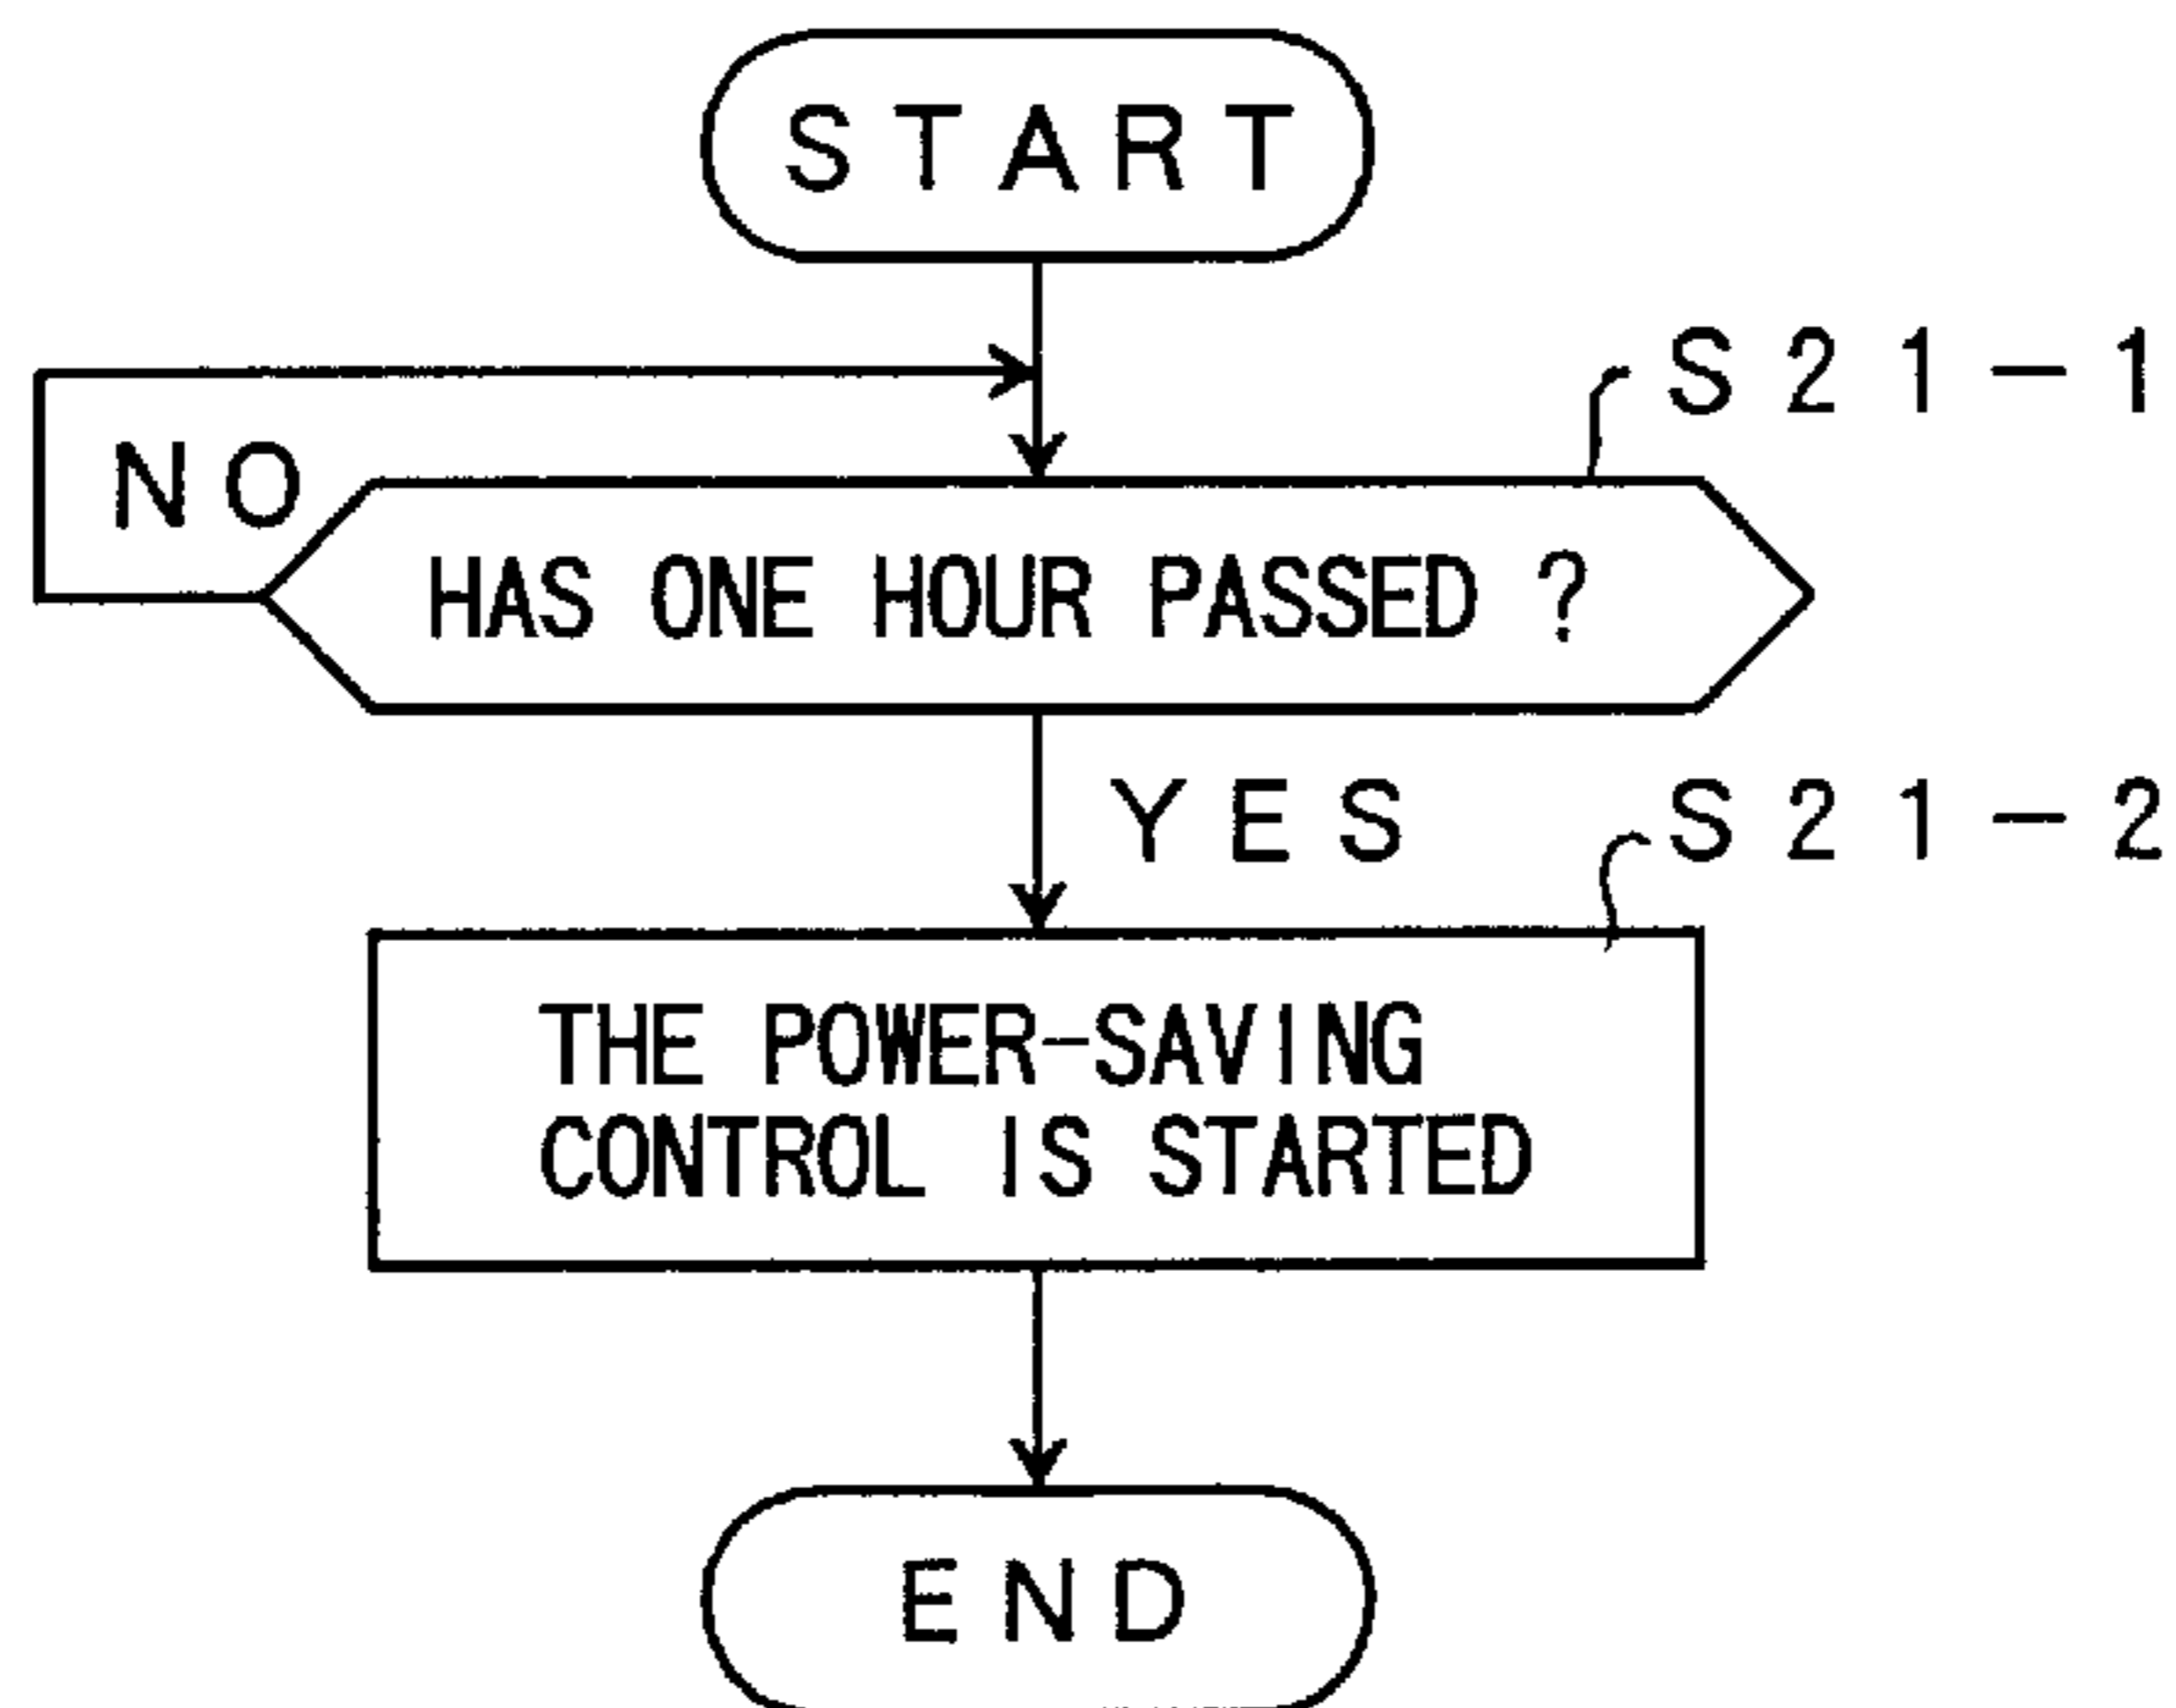 START
S21-1
NO
HAS ONE HOUR PASSED ?
YES
S21-2
THE POWER-SAVING
CONTROL IS STARTED
END